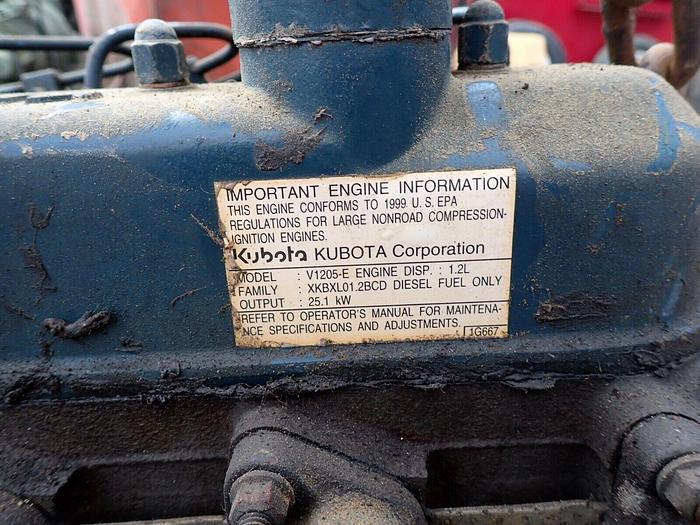 IMPORTANT ENGINE INFORMATION
THIS ENGINE CONFORMS TO 1999 U.S. EPA
REGULATIONS FOR LARGE NONROAD COMPRESSION-
IGNITION ENGINES.
Kubota KUBOTA Corporation
MODEL : V1205-E ENGINE DISP. : 1.2L
FAMILY : XKBXL01.2BCD DIESEL FUEL ONLY
OUTPUT : 25.1 kW
REFER TO OPERATOR'S MANUAL FOR MAINTENA-
NCE SPECIFICATIONS AND ADJUSTMENTS.
1G667